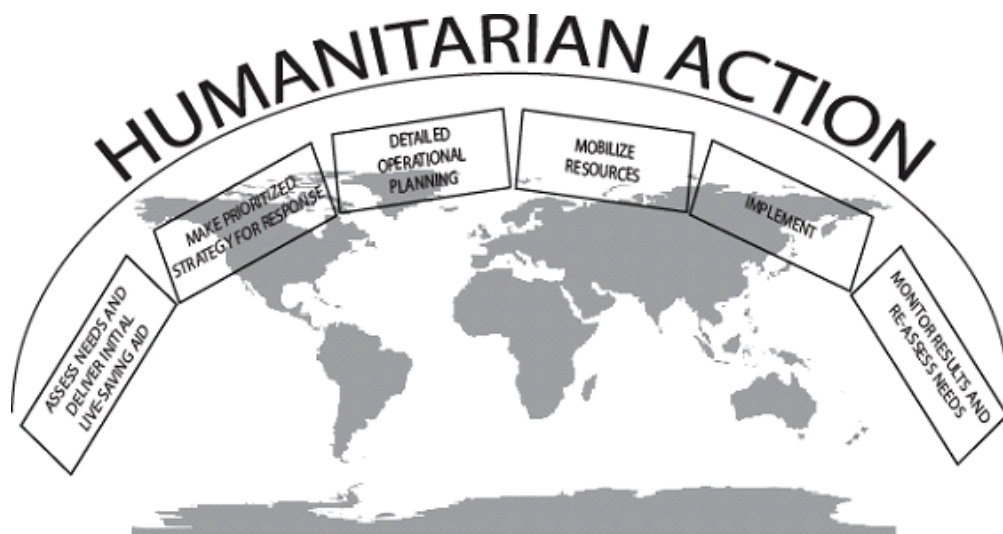 HUMANITARIAN ACTION
ASSESS NEEDS AND
DELIVER INITIAL
LIVE-SAVING AID
MAKE PRIORITIZED
STRATEGY FOR RESPONSE
DETAILED
OPERATIONAL
PLANNING
MOBILIZE
RESOURCES
IMPLEMENT
MONITOR RESULTS AND
RE-ASSESS NEEDS